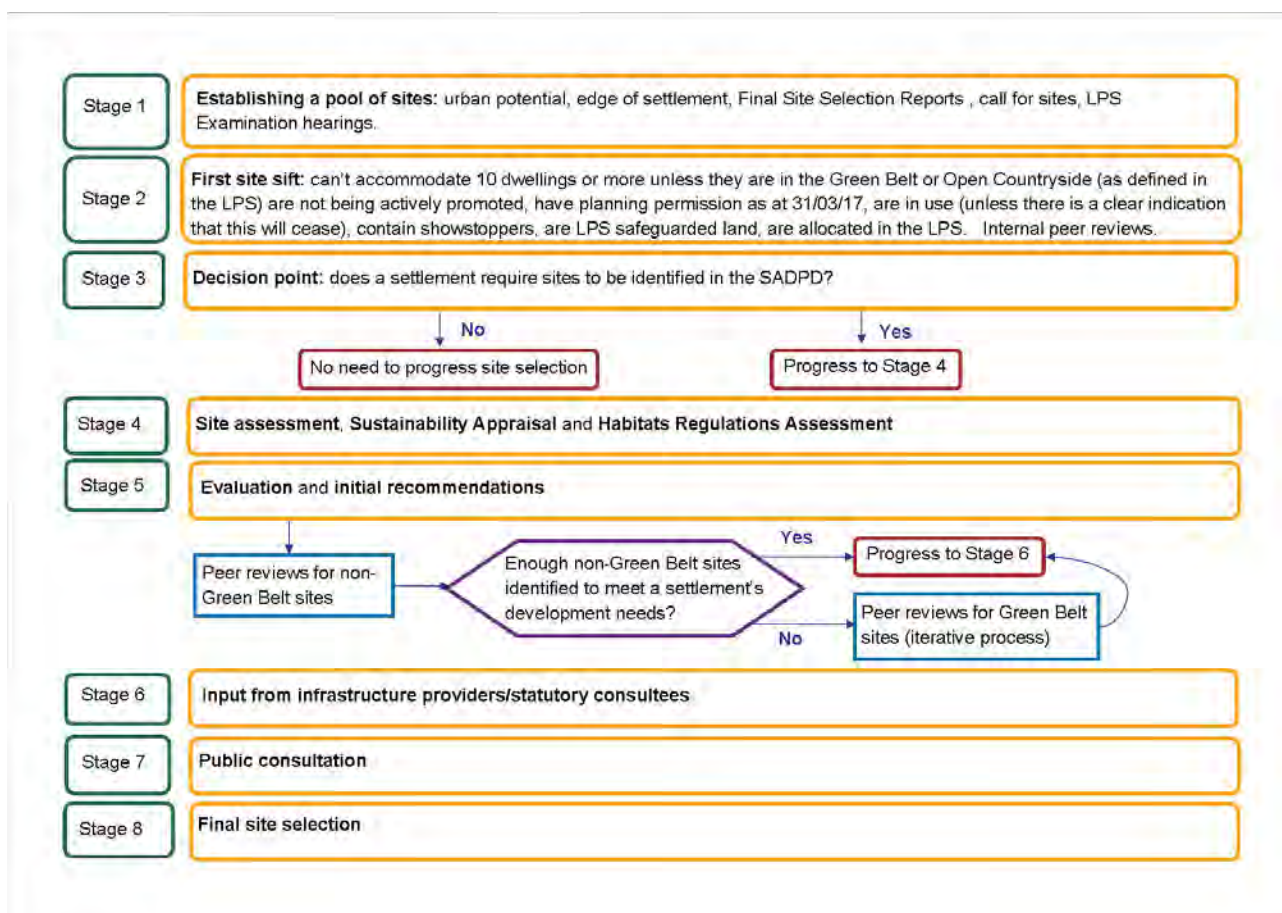 Stage 1
Establishing a pool of sites: urban potential, edge of settlement, Final Site Selection Reports , call for sites, LPS
Examination hearings.
Stage 2
First site sift: can't accommodate 10 dwellings or more unless they are in the Green Belt or Open Countryside (as defined in
the LPS) are not being actively promoted, have planning permission as at 31/03/17, are in use (unless there is a clear indication
that this will cease), contain showstoppers, are LPS safeguarded land, are allocated in the LPS. Internal peer reviews.
Stage 3
Decision point: does a settlement require sites to be identified in the SADPD?
No
Yes
No need to progress site selection
Progress to Stage 4
Stage 4
Site assessment, Sustainability Appraisal and Habitats Regulations Assessment
Stage 5
Evaluation and initial recommendations
Peer reviews for non-
Green Belt sites
Enough non-Green Belt sites
identified to meet a settlement's
development needs?
Yes
Progress to Stage 6
No
Peer reviews for Green Belt
sites (iterative process)
Stage 6
Input from infrastructure providers/statutory consultees
Stage 7
Public consultation
Stage 8
Final site selection